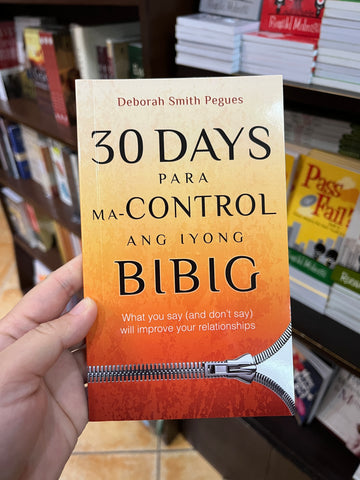 Deborah Smith Pegues
30 DAYS
PARA
MA-CONTROL
ANG IYONG
BIBIG
What you say (and don't say)
will improve your relationships
Pass
Fail!